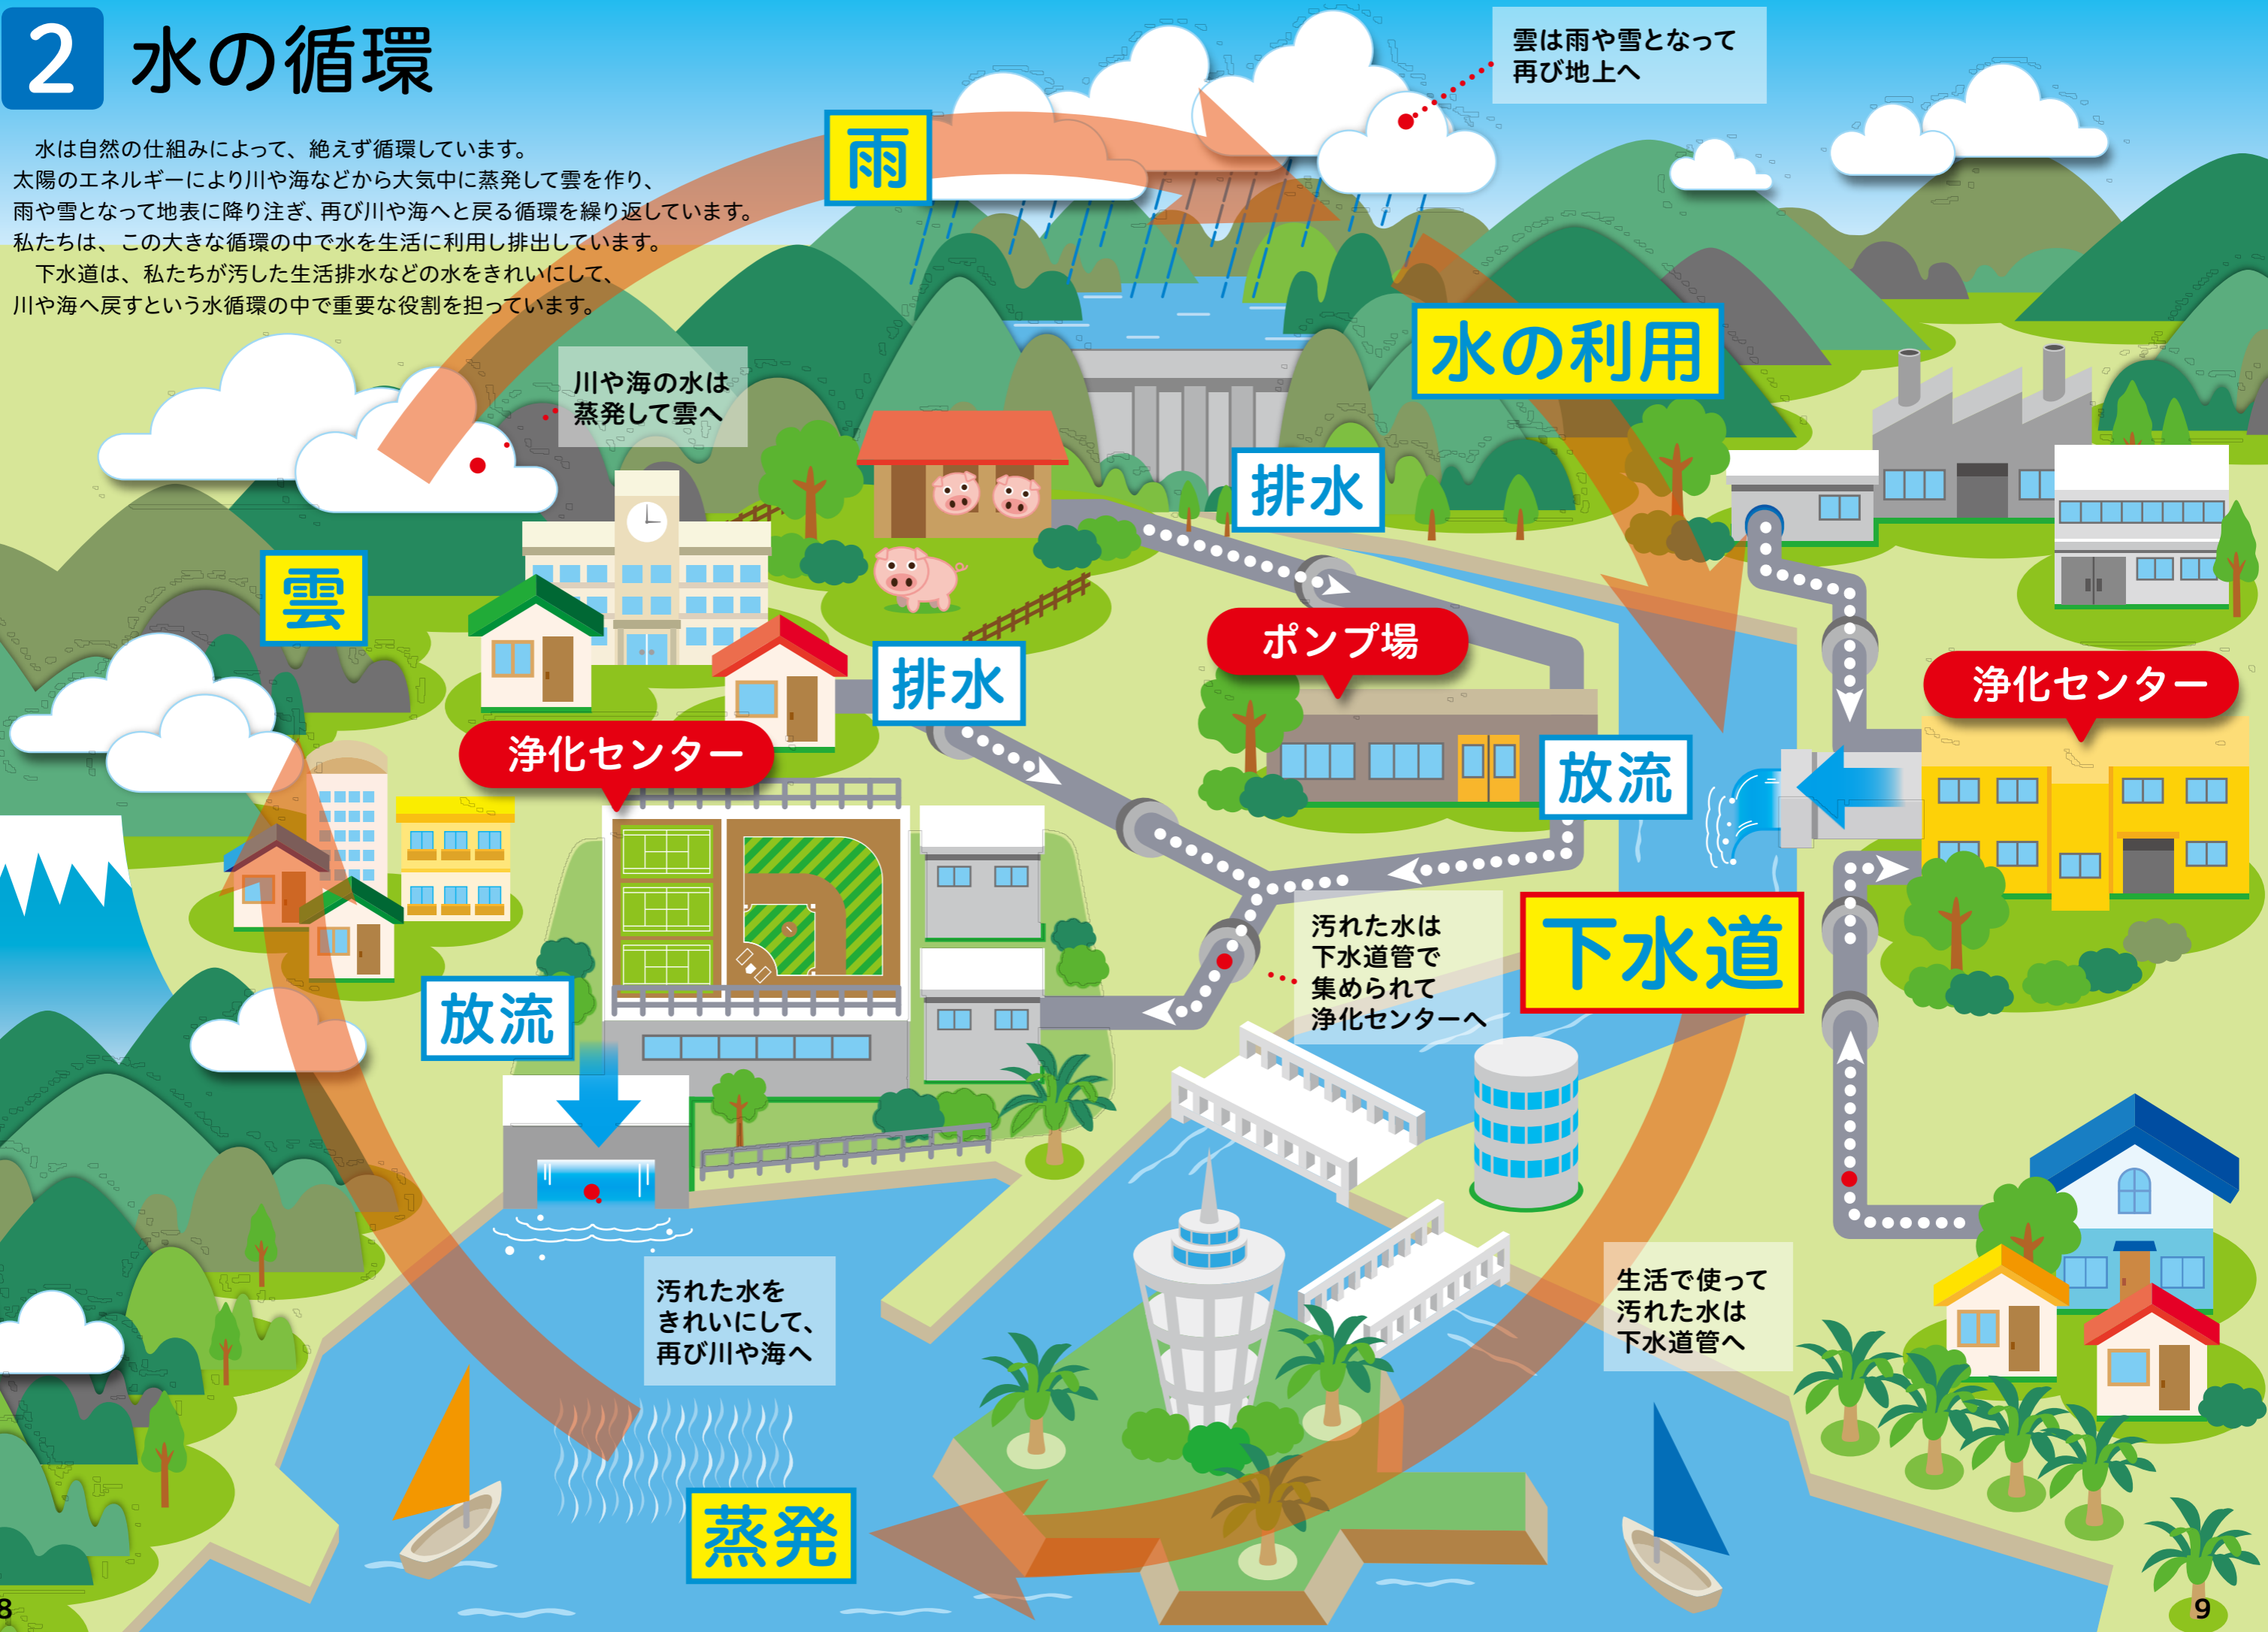 2 水の循環
　水は自然の仕組みによって、絶えず循環しています。
太陽のエネルギーにより川や海などから大気中に蒸発して雲を作り、
雨や雪となって地表に降り注ぎ、再び川や海へと戻る循環を繰り返しています。
私たちは、この大きな循環の中で水を生活に利用し排出しています。
　下水道は、私たちが汚した生活排水などの水をきれいにして、
川や海へ戻すという水循環の中で重要な役割を担っています。
雲は雨や雪となって
再び地上へ
雨
水の利用
川や海の水は
蒸発して雲へ
排水
雲
ポンプ場
排水
浄化センター
浄化センター
放流
汚れた水は
下水道管で
集められて
浄化センターへ
下水道
放流
汚れた水を
きれいにして、
再び川や海へ
生活で使って
汚れた水は
下水道管へ
蒸発
8
9